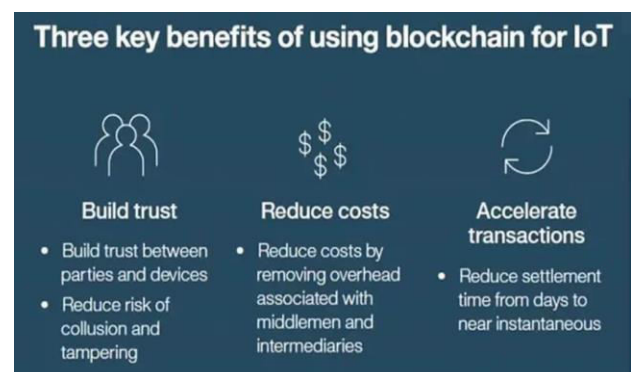 Three key benefits of using blockchain for IoT
$ $ $ $
Build trust
• Build trust between
parties and devices
• Reduce risk of
collusion and
tampering
Reduce costs
• Reduce costs by
removing overhead
associated with
middlemen and
intermediaries
Accelerate
transactions
• Reduce settlement
time from days to
near instantaneous